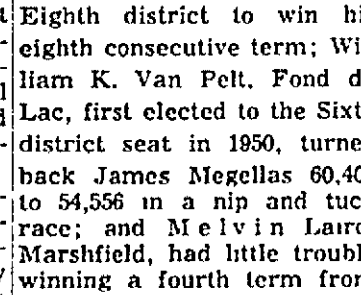 Eighth district to win hi
eighth consecutive term; Wi
liam K. Van Pelt, Fond d
Lac, first elected to the Sixt
district seat in 1950, turne
back James Megellas 60,40
to 54,556 in a nip and tuc
race; and Melvin Laird
Marshfield, had little troubl
winning a fourth term from